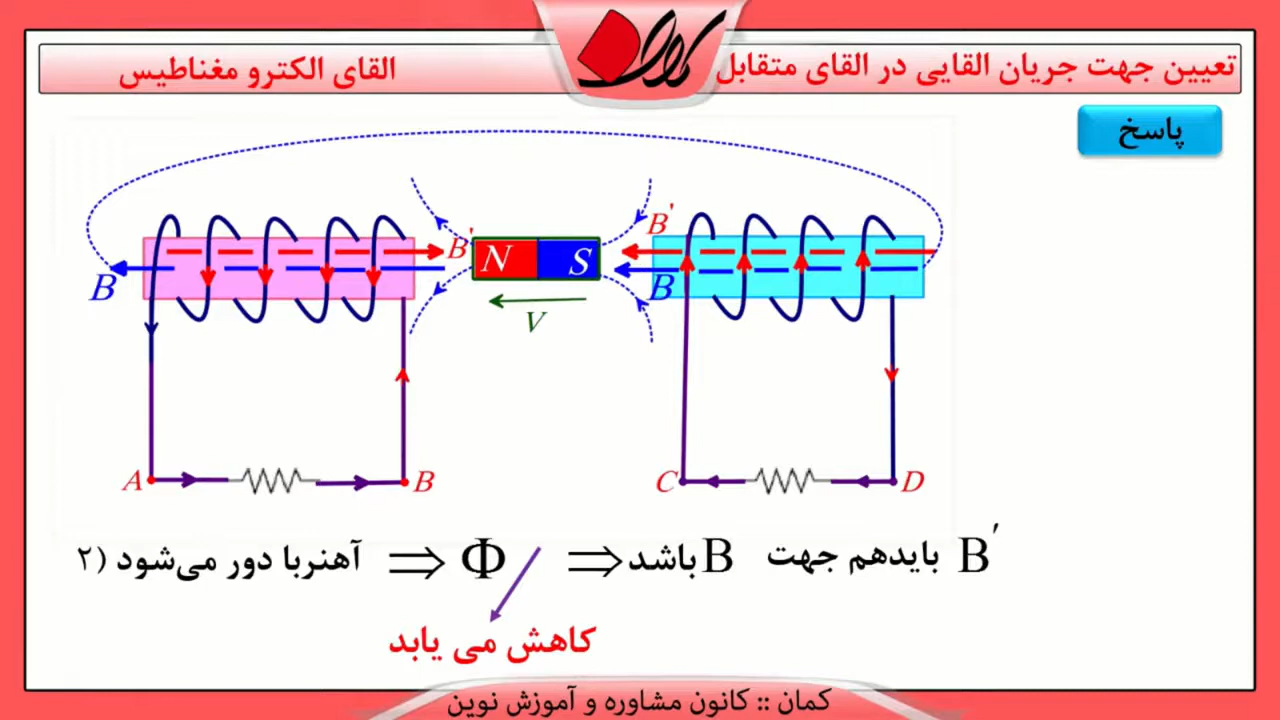 تعیین جهت جریان القایی در القای متقابل
القای الکترو مغناطیس
کمان
پاسخ
B B' N S B' B
V
A B C D
۲) آهنربا دور می‌شود ⇒ Φ ⇒ B' باید هم جهت B باشد
کاهش می یابد
کمان :: کانون مشاوره و آموزش نوین